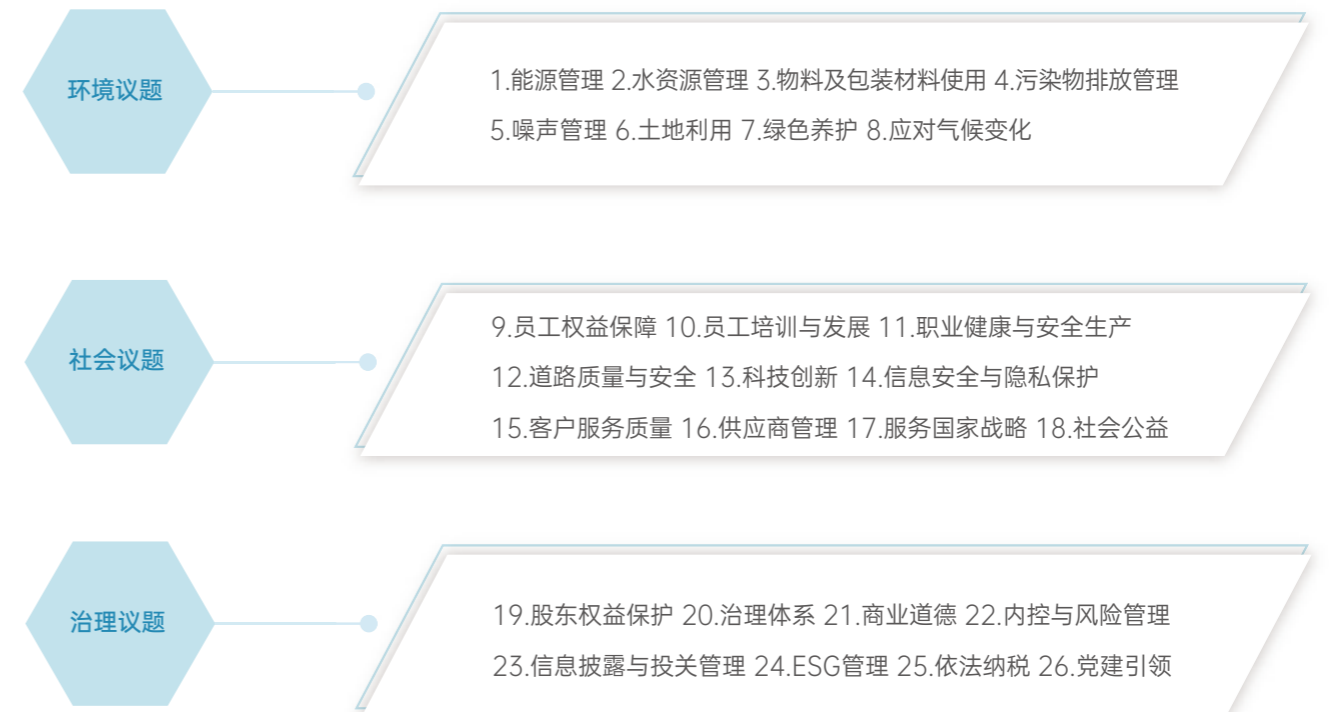 环境议题
1.能源管理 2.水资源管理 3.物料及包装材料使用 4.污染物排放管理
5.噪声管理 6.土地利用 7.绿色养护 8.应对气候变化
社会议题
9.员工权益保障 10.员工培训与发展 11.职业健康与安全生产
12.道路质量与安全 13.科技创新 14.信息安全与隐私保护
15.客户服务质量 16.供应商管理 17.服务国家战略 18.社会公益
治理议题
19.股东权益保护 20.治理体系 21.商业道德 22.内控与风险管理
23.信息披露与投关管理 24.ESG管理 25.依法纳税 26.党建引领